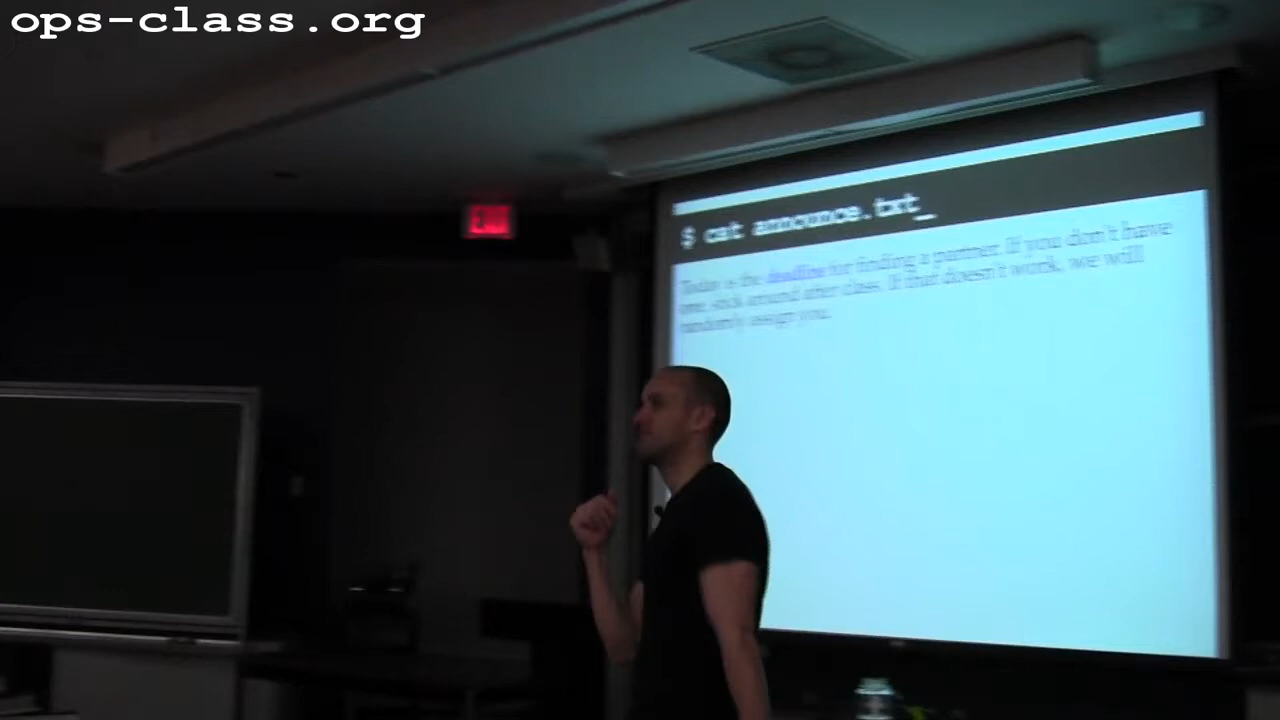 ops-class.org
EXIT
$ cat announce.txt_
Today is the deadline for finding a partner. If you don't have
one, stick around after class. If that doesn't work, we will
randomly assign you.